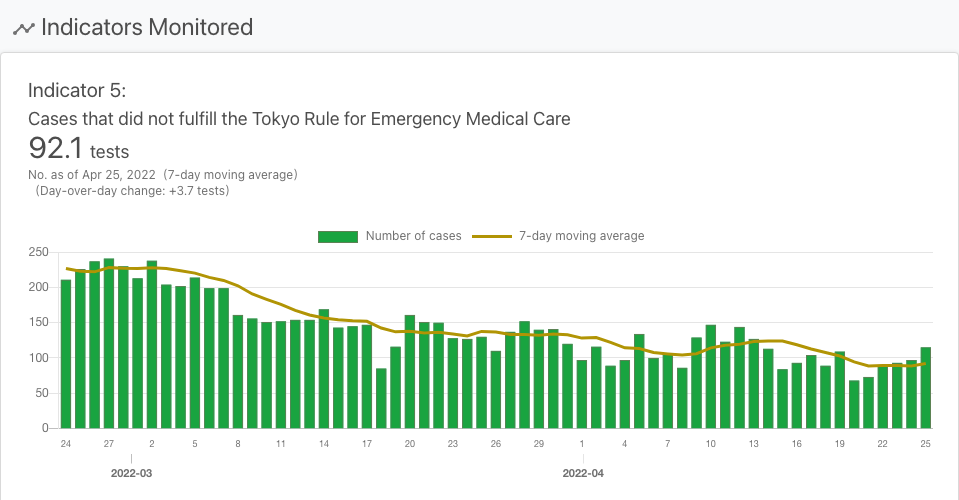 Indicators Monitored
Indicator 5:
Cases that did not fulfill the Tokyo Rule for Emergency Medical Care
92.1 tests
No. as of Apr 25, 2022 (7-day moving average)
(Day-over-day change: +3.7 tests)
Number of cases 7-day moving average
250
200
150
100
50
0
24 27 2 5 8 11 14 17 20 23 26 29 1 4 7 10 13 16 19 22 25
2022-03 2022-04